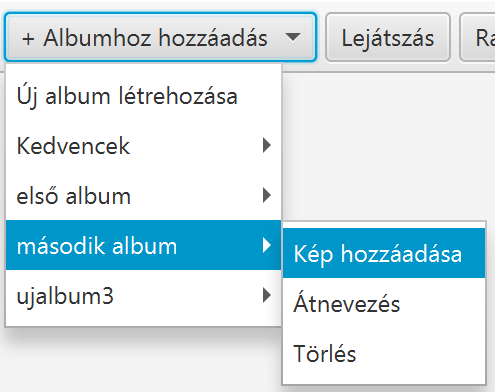 + Albumhoz hozzáadás
Lejátszás
Új album létrehozása
Kedvencek
első album
második album
ujalbum3
Kép hozzáadása
Átnevezés
Törlés